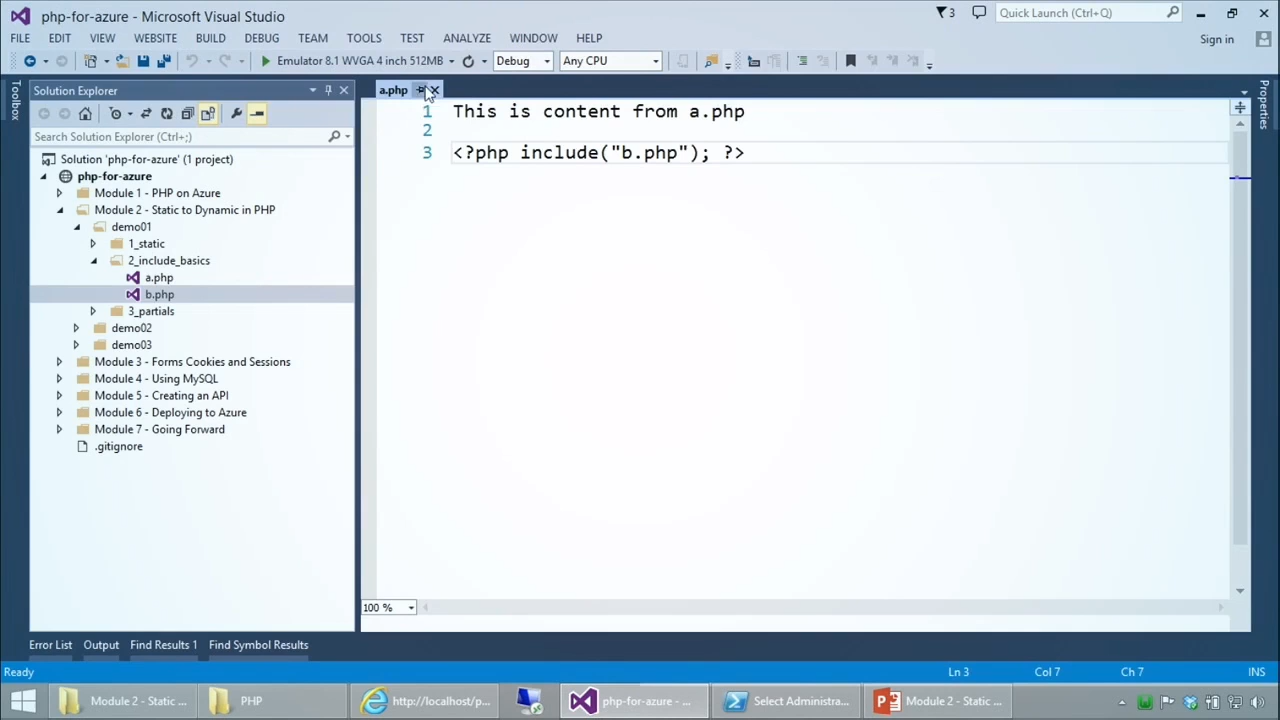 php-for-azure - Microsoft Visual Studio
3
Quick Launch (Ctrl+Q)
FILE EDIT VIEW WEBSITE BUILD DEBUG TEAM TOOLS TEST ANALYZE WINDOW HELP
Sign in
Emulator 8.1 WVGA 4 inch 512MB Debug Any CPU
Toolbox
Solution Explorer
a.php
Properties
Search Solution Explorer (Ctrl+;)
Solution 'php-for-azure' (1 project)
php-for-azure
Module 1 - PHP on Azure
Module 2 - Static to Dynamic in PHP
demo01
1_static
2_include_basics
a.php
b.php
3_partials
demo02
demo03
Module 3 - Forms Cookies and Sessions
Module 4 - Using MySQL
Module 5 - Creating an API
Module 6 - Deploying to Azure
Module 7 - Going Forward
.gitignore
1 This is content from a.php
2
3 <?php include("b.php"); ?>
100 %
Error List Output Find Results 1 Find Symbol Results
Ready Ln 3 Col 7 Ch 7 INS
Module 2 - Static ... PHP http://localhost/p... php-for-azure - ... Select Administra... Module 2 - Static ...